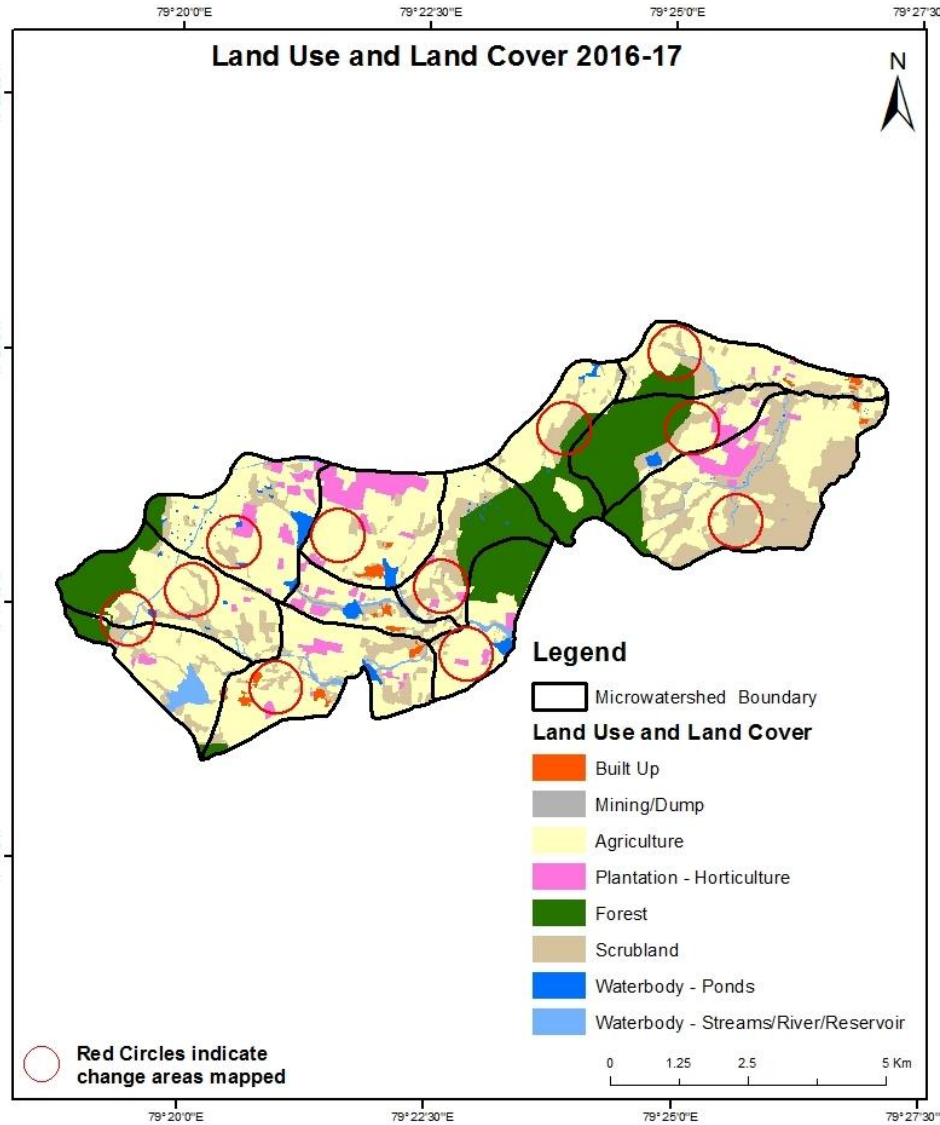 79°20'0"E 79°22'30"E 79°25'0"E 79°27'30
Land Use and Land Cover 2016-17
N
Legend
Microwatershed Boundary
Land Use and Land Cover
Built Up
Mining/Dump
Agriculture
Plantation - Horticulture
Forest
Scrubland
Waterbody - Ponds
Waterbody - Streams/River/Reservoir
Red Circles indicate
change areas mapped
0 1.25 2.5 5 Km
79°20'0"E 79°22'30"E 79°25'0"E 79°27'30"